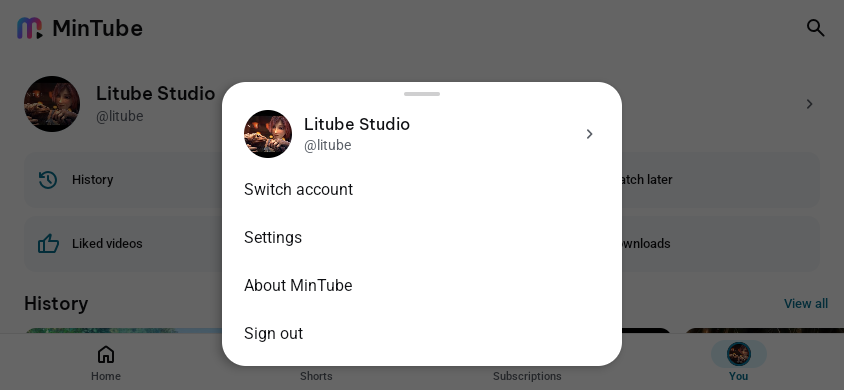 MinTube
Litube Studio
@litube
History
atch later
Liked videos
ownloads
History
View all
Litube Studio
@litube
Switch account
Settings
About MinTube
Sign out
Home
Shorts
Subscriptions
You